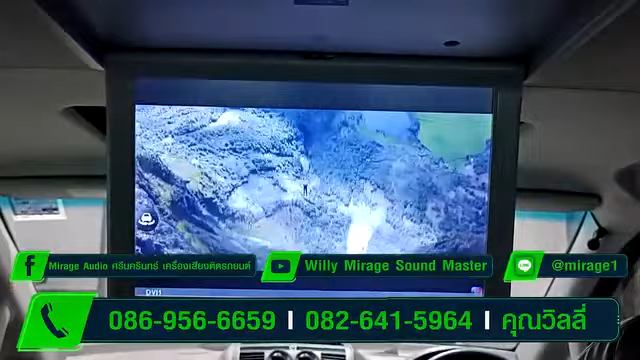 DVD
Mirage Audio ศรีนครินทร์ เครื่องเสียงติดรถยนต์
Willy Mirage Sound Master
LINE
@mirage1
086-956-6659 I 082-641-5964 I คุณวิลลี่